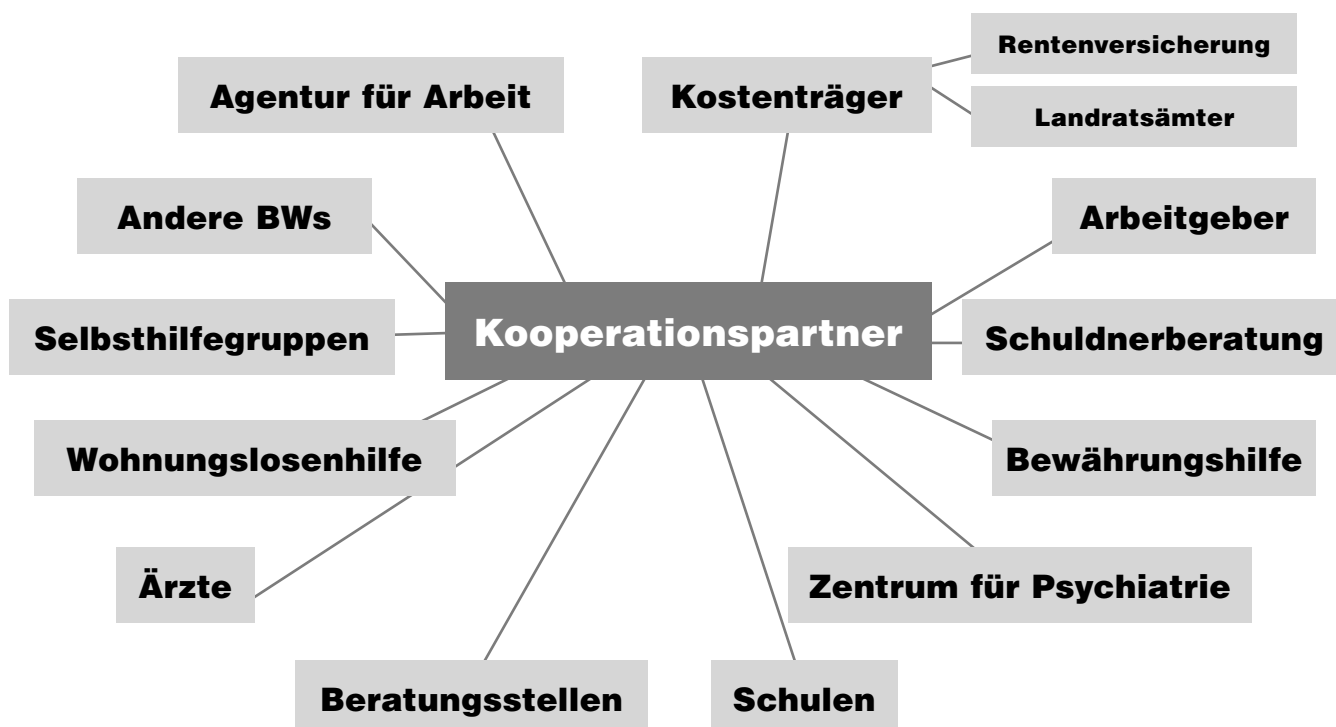 Rentenversicherung
Agentur für Arbeit
Kostenträger
Landratsämter
Andere BWs
Arbeitgeber
Selbsthilfegruppen
Kooperationspartner
Schuldnerberatung
Wohnungslosenhilfe
Bewährungshilfe
Ärzte
Zentrum für Psychiatrie
Beratungsstellen
Schulen